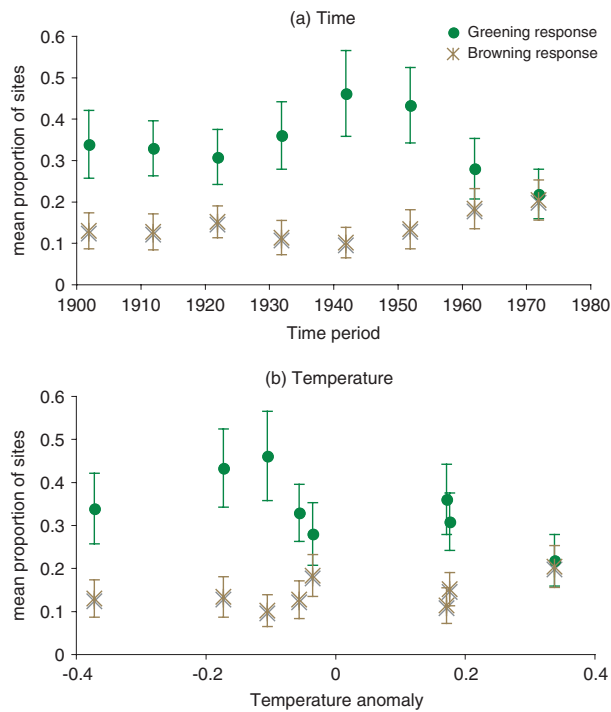 (a) Time
Greening response
Browning response
mean proportion of sites
0.6
0.5
0.4
0.3
0.2
0.1
0
1900 1910 1920 1930 1940 1950 1960 1970 1980
Time period
(b) Temperature
mean proportion of sites
0.6
0.5
0.4
0.3
0.2
0.1
0
-0.4 -0.2 0 0.2 0.4
Temperature anomaly